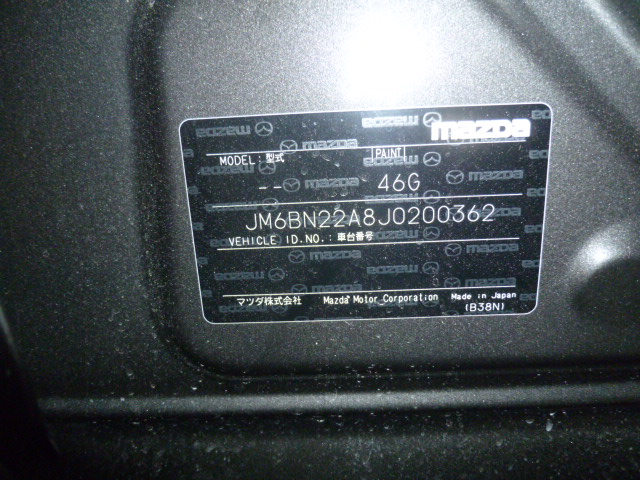 mazda
MODEL:型式 PAINT
-- 46G
JM6BN22A8J0200362
VEHICLE ID.NO.:車台番号
マツダ株式会社 Mazda Motor Corporation Made in Japan
(B38N)